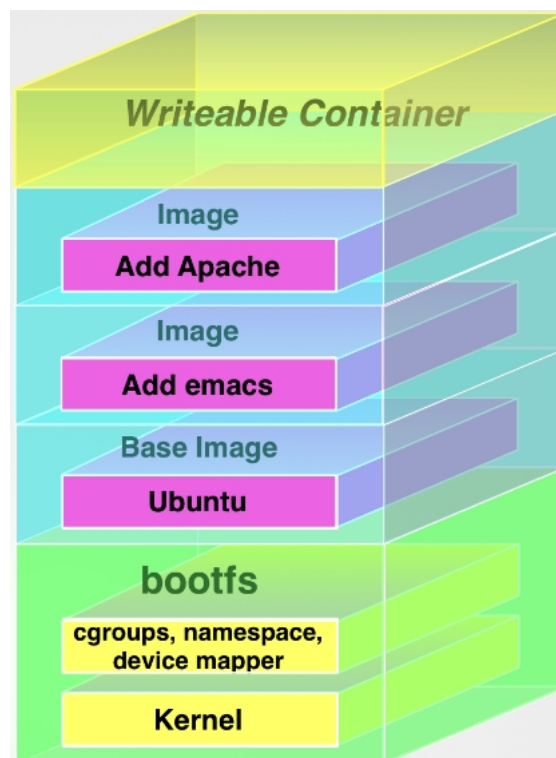 Writeable Container
Image
Add Apache
Image
Add emacs
Base Image
Ubuntu
bootfs
cgroups, namespace,
device mapper
Kernel